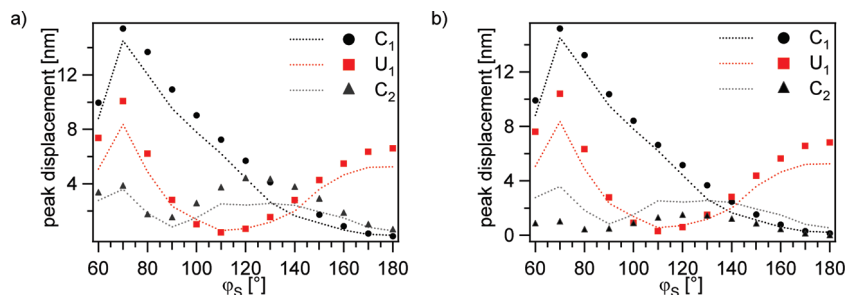 a)
peak displacement [nm]
12
8
4
C₁
U₁
C₂
60 80 100 120 140 160 180
φₛ [°]
b)
peak displacement [nm]
12
8
4
0
C₁
U₁
C₂
60 80 100 120 140 160 180
φₛ [°]